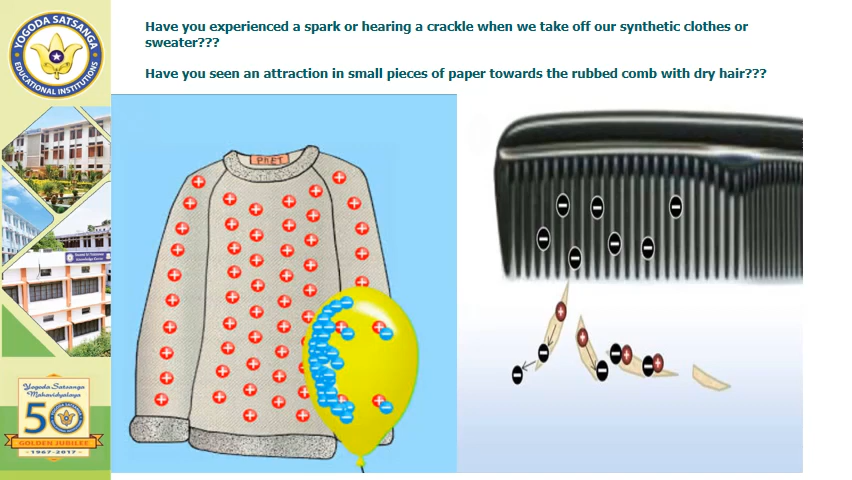 Have you experienced a spark or hearing a crackle when we take off our synthetic clothes or
sweater???
Have you seen an attraction in small pieces of paper towards the rubbed comb with dry hair???
YOGODA SATSANGA
EDUCATIONAL INSTITUTIONS
PhET
Yogoda Satsanga
Mahavidyalaya
50
GOLDEN JUBILEE
-1967-2017-